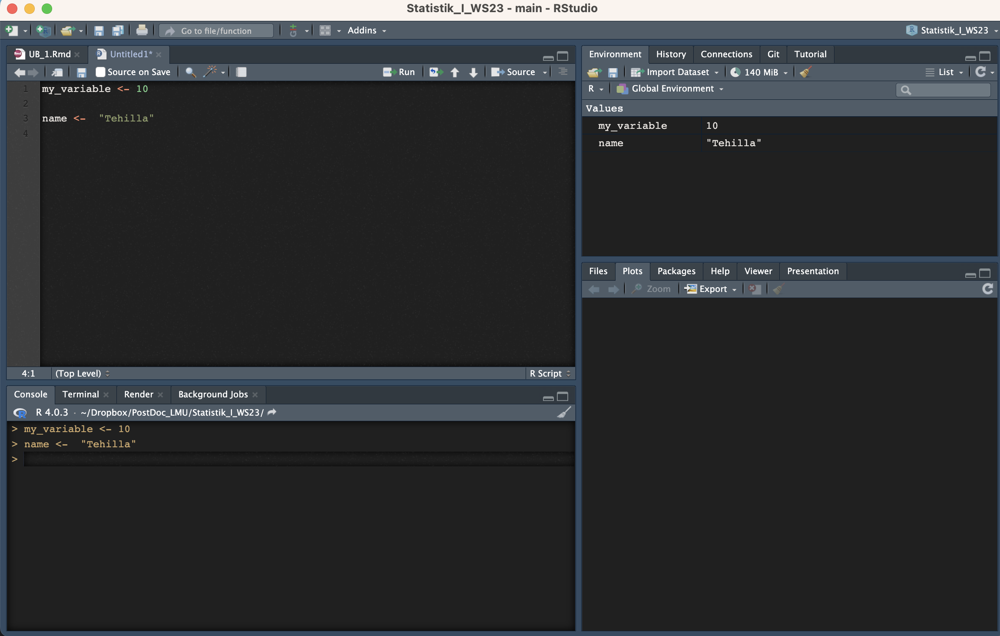 Statistik_I_WS23 - main - RStudio
Go to file/function Addins Statistik_I_WS23
UB_1.Rmd Untitled1*
Source on Save Run Source
1 my_variable <- 10
2
3 name <-  "Tehilla"
4
4:1 (Top Level) R Script
Console Terminal Render Background Jobs
R 4.0.3 · ~/Dropbox/PostDoc_LMU/Statistik_I_WS23/
> my_variable <- 10
> name <-  "Tehilla"
>
Environment History Connections Git Tutorial
Import Dataset 140 MiB List
R Global Environment
Values
my_variable 10
name "Tehilla"
Files Plots Packages Help Viewer Presentation
Zoom Export